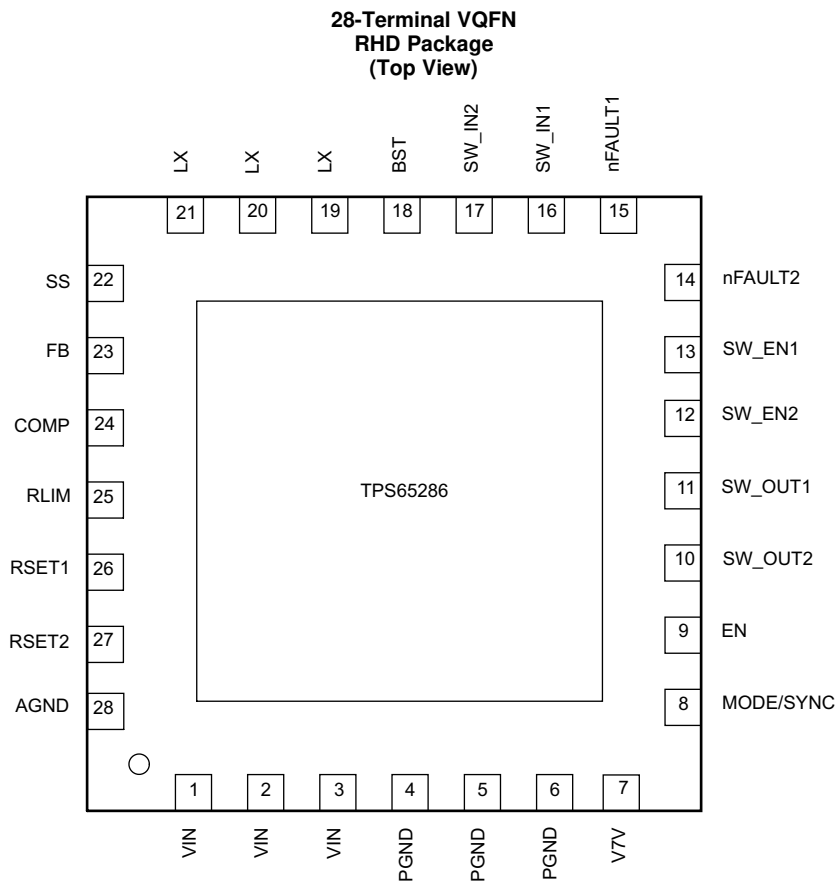 28-Terminal VQFN
RHD Package
(Top View)
LX LX LX BST SW_IN2 SW_IN1 nFAULT1
21 20 19 18 17 16 15
SS 22 14 nFAULT2
FB 23 13 SW_EN1
COMP 24 12 SW_EN2
RLIM 25 TPS65286 11 SW_OUT1
RSET1 26 10 SW_OUT2
RSET2 27 9 EN
AGND 28 8 MODE/SYNC
1 2 3 4 5 6 7
VIN VIN VIN PGND PGND PGND V7V